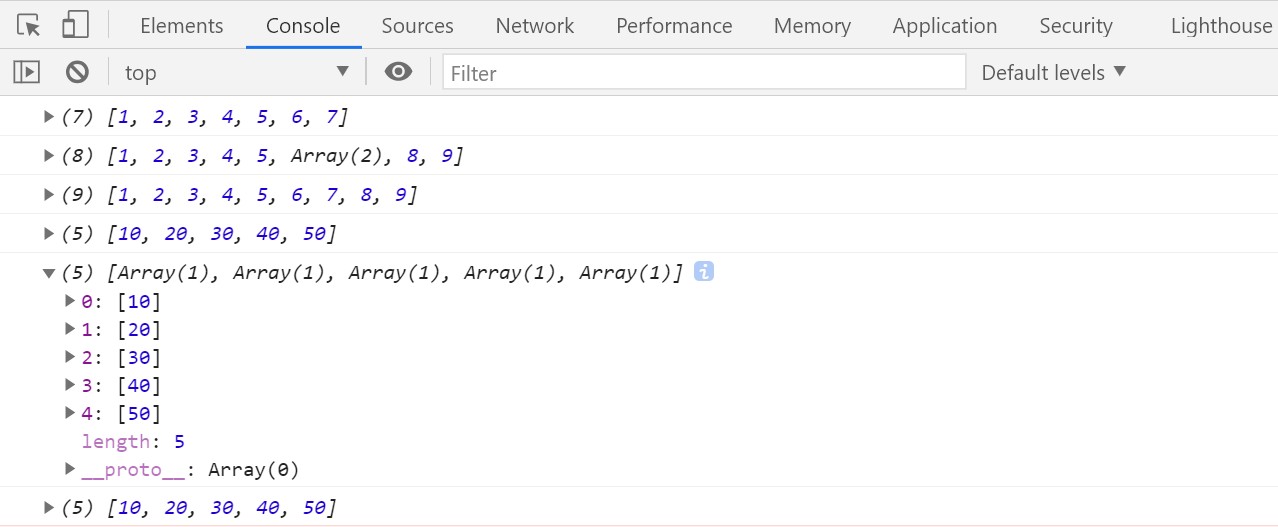 Elements Console Sources Network Performance Memory Application Security Lighthouse
top Filter Default levels
(7) [1, 2, 3, 4, 5, 6, 7]
(8) [1, 2, 3, 4, 5, Array(2), 8, 9]
(9) [1, 2, 3, 4, 5, 6, 7, 8, 9]
(5) [10, 20, 30, 40, 50]
(5) [Array(1), Array(1), Array(1), Array(1), Array(1)] i
0: [10]
1: [20]
2: [30]
3: [40]
4: [50]
length: 5
__proto__: Array(0)
(5) [10, 20, 30, 40, 50]